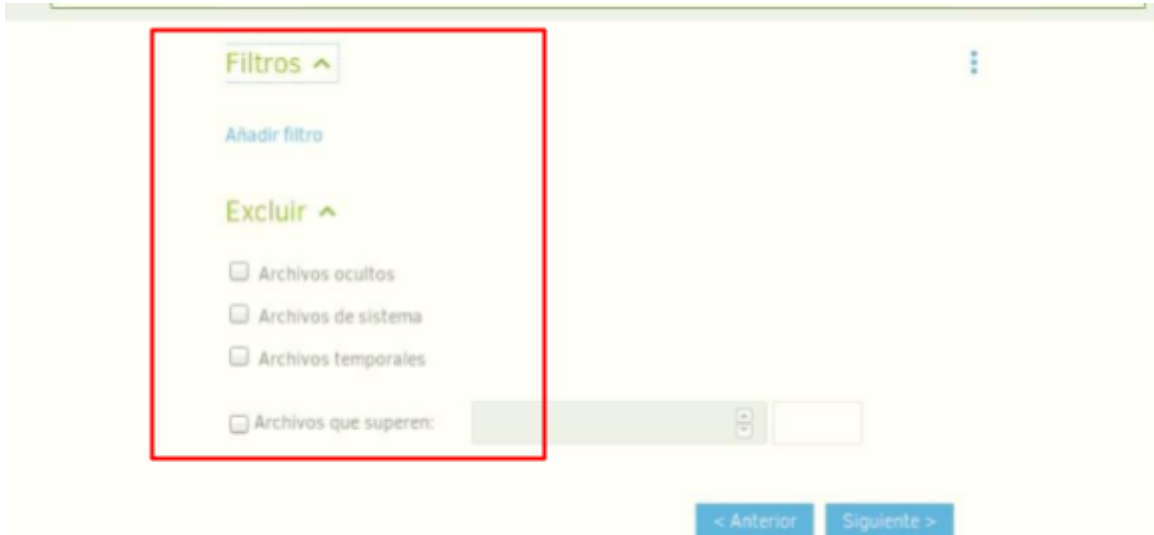 Filtros
Añadir filtro
Excluir
Archivos ocultos
Archivos de sistema
Archivos temporales
Archivos que superen:
< Anterior
Siguiente >